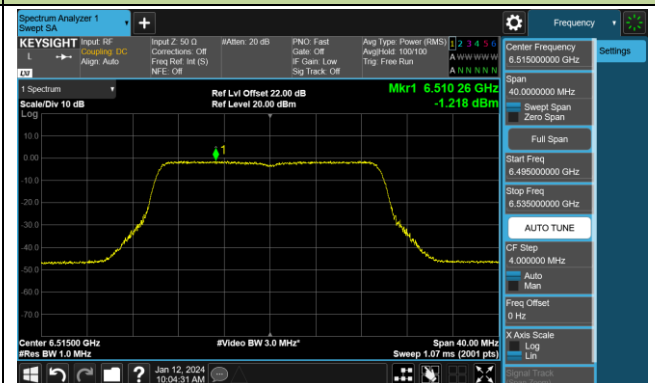 Spectrum Analyzer 1
Swept SA
+
Frequency
KEYSIGHT
L
Input: RF
Coupling: DC
Align: Auto
Input Z: 50 Ω
Corrections: Off
Freq Ref: Int (S)
NFE: Off
#Atten: 20 dB
PNO: Fast
Gate: Off
IF Gain: Low
Sig Track: Off
Avg Type: Power (RMS)
Avg|Hold: 100/100
Trig: Free Run
1 2 3 4 5 6
A W W W W W
A N N N N N
1 Spectrum
Scale/Div 10 dB
Log
Ref Lvl Offset 22.00 dB
Ref Level 20.00 dBm
Mkr1 6.510 26 GHz
-1.218 dBm
1
10.0
0.00
-10.0
-20.0
-30.0
-40.0
-50.0
-60.0
-70.0
Center 6.51500 GHz
#Res BW 1.0 MHz
#Video BW 3.0 MHz*
Span 40.00 MHz
Sweep 1.07 ms (2001 pts)
Jan 12, 2024
10:04:31 AM
Center Frequency
6.515000000 GHz
Span
40.0000000 MHz
Swept Span
Zero Span
Full Span
Start Freq
6.495000000 GHz
Stop Freq
6.535000000 GHz
AUTO TUNE
CF Step
4.000000 MHz
Auto
Man
Freq Offset
0 Hz
X Axis Scale
Log
Lin
Signal Track
Settings